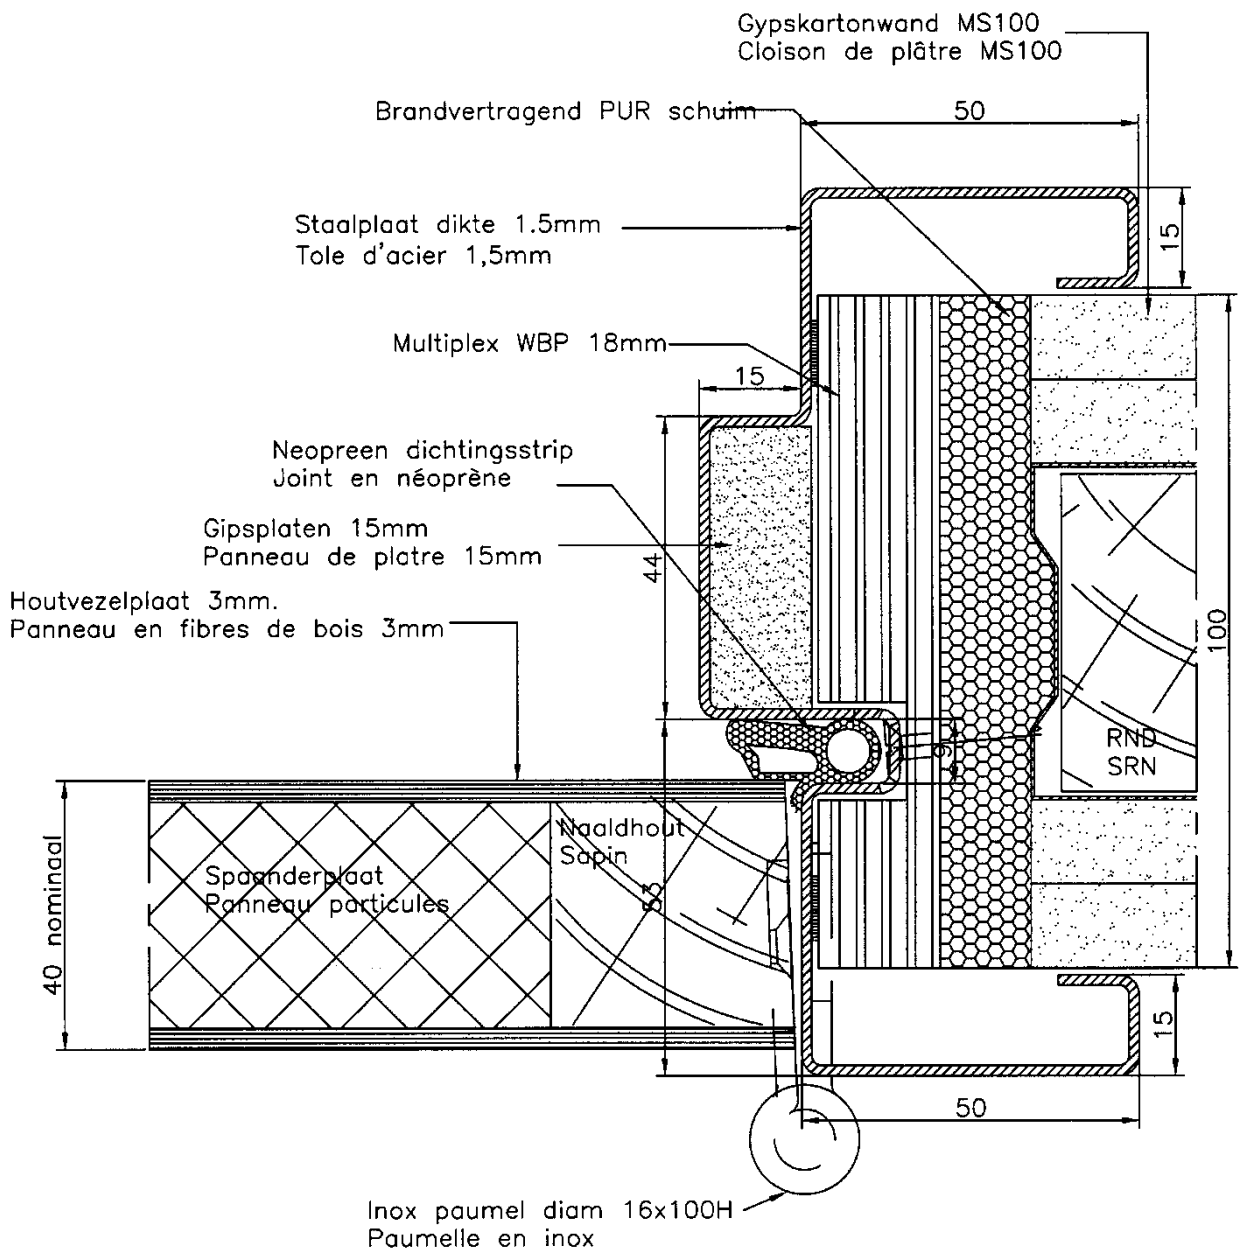 Gypskartonwand MS100
Cloison de plâtre MS100
Brandvertragend PUR schuim
50
Staalplaat dikte 1.5mm
Tole d'acier 1,5mm
15
Multiplex WBP 18mm
15
Neopreen dichtingsstrip
Joint en néoprène
Gipsplaten 15mm
Panneau de platre 15mm
44
Houtvezelplaat 3mm.
Panneau en fibres de bois 3mm
100
RND
SRN
9
Naaldhout
Sapin
Spaanderplaat
Panneau particules
53
40 nominaal
15
50
Inox paumel diam 16x100H
Paumelle en inox